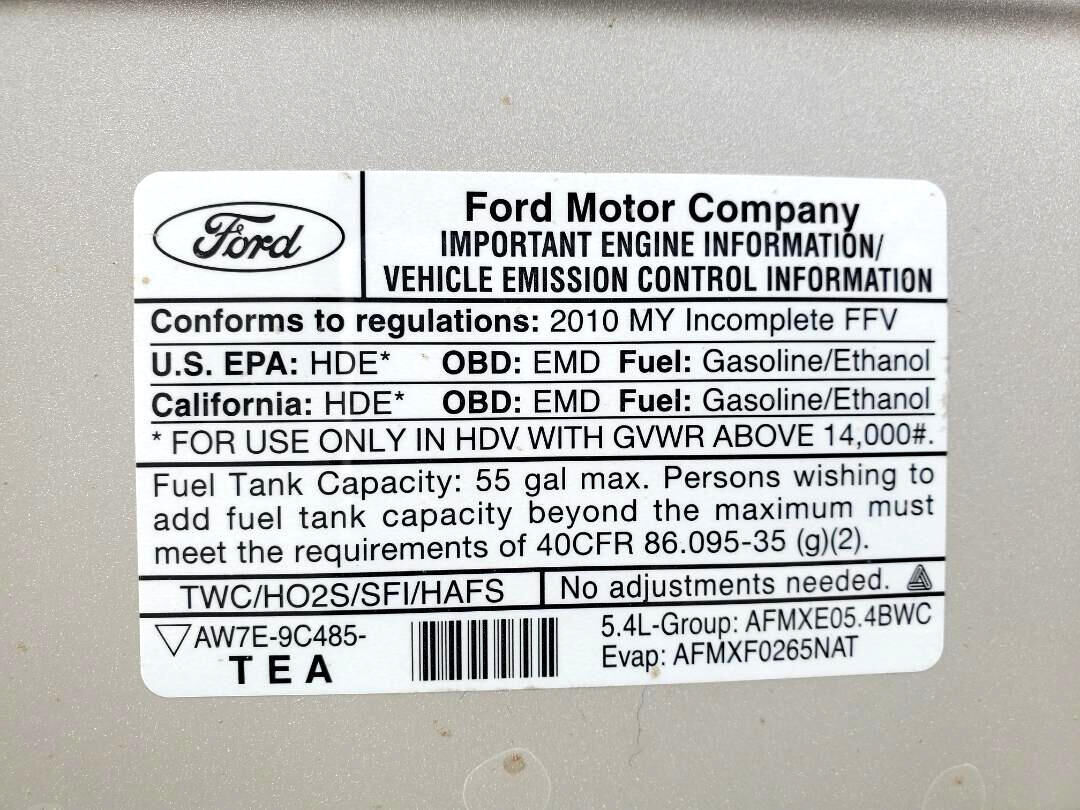 Ford
Ford Motor Company
IMPORTANT ENGINE INFORMATION/
VEHICLE EMISSION CONTROL INFORMATION
Conforms to regulations: 2010 MY Incomplete FFV
U.S. EPA: HDE* OBD: EMD Fuel: Gasoline/Ethanol
California: HDE* OBD: EMD Fuel: Gasoline/Ethanol
* FOR USE ONLY IN HDV WITH GVWR ABOVE 14,000#.
Fuel Tank Capacity: 55 gal max. Persons wishing to
add fuel tank capacity beyond the maximum must
meet the requirements of 40CFR 86.095-35 (g)(2).
TWC/HO2S/SFI/HAFS
No adjustments needed.
AW7E-9C485-
TEA
5.4L-Group: AFMXE05.4BWC
Evap: AFMXF0265NAT